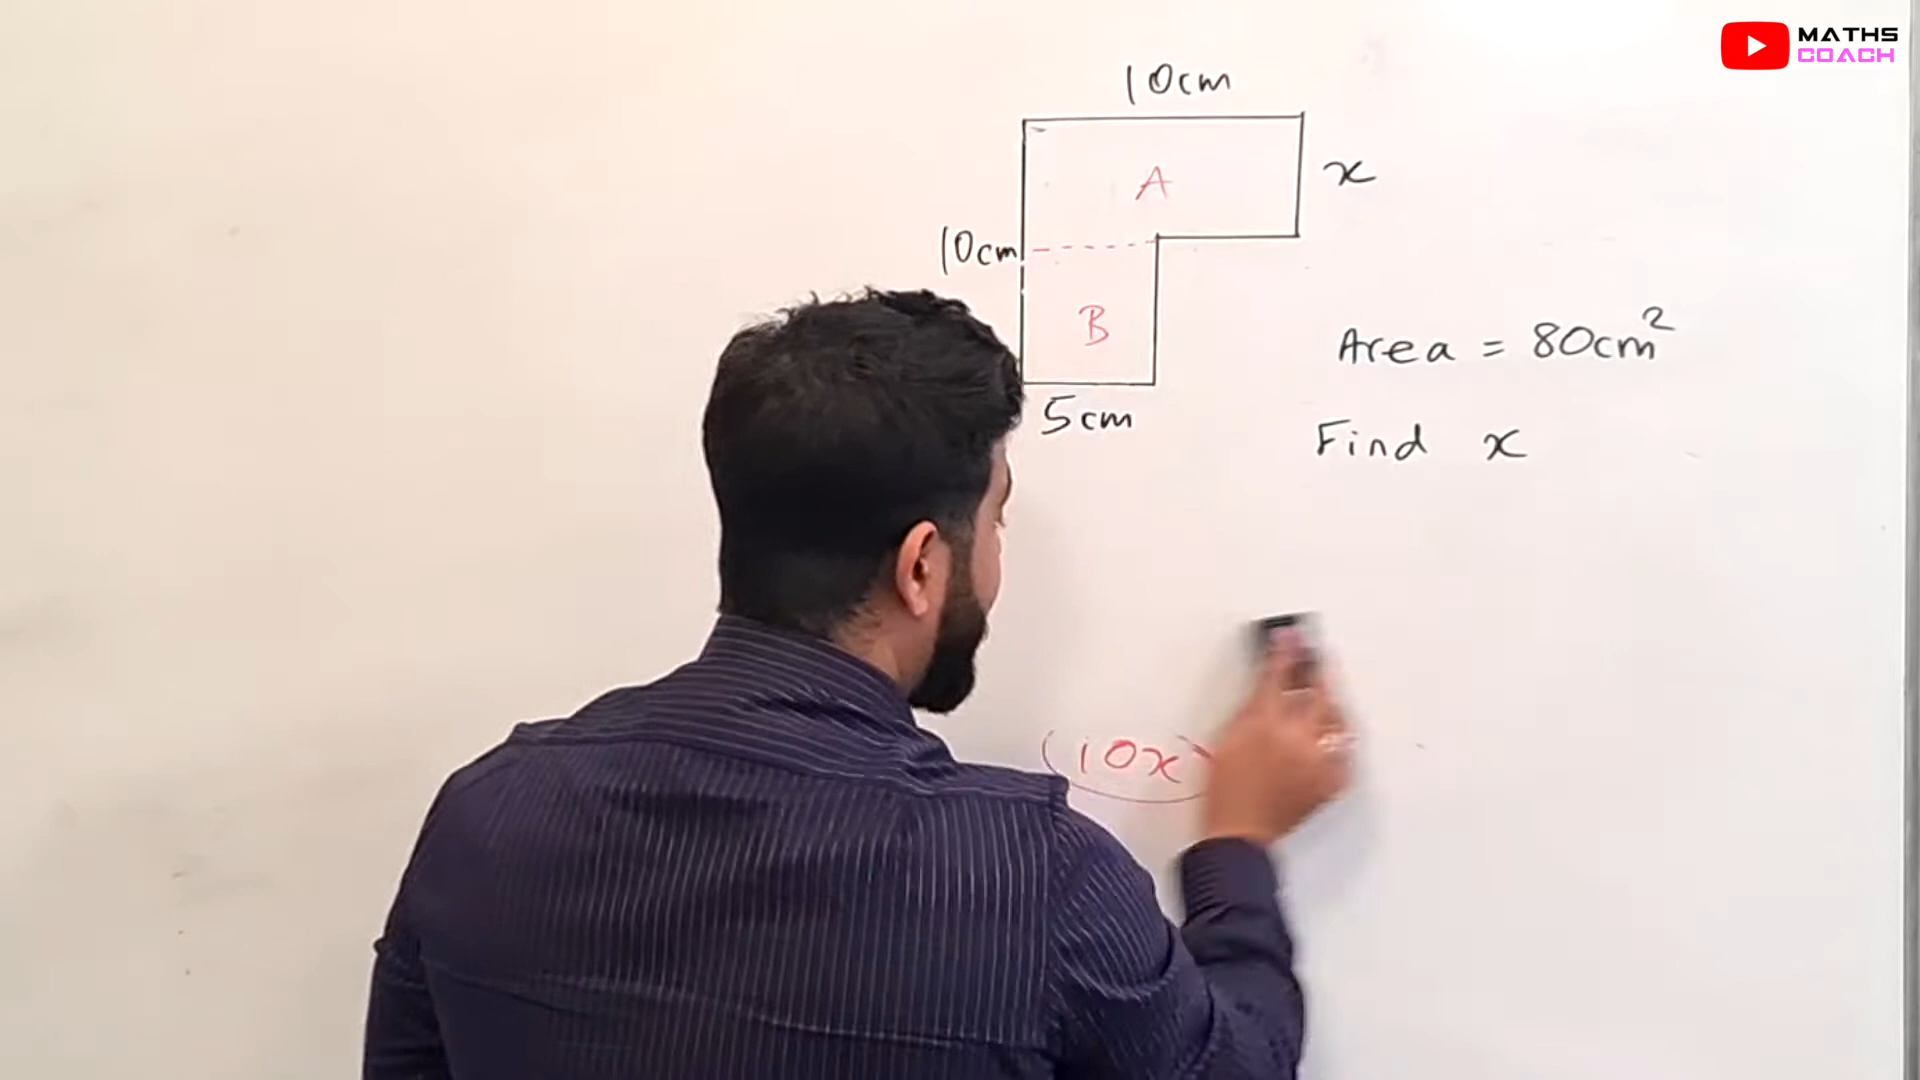 MATHS
COACH
10cm
A
x
10cm
B
Area = 80cm²
5cm
Find x
(10x)